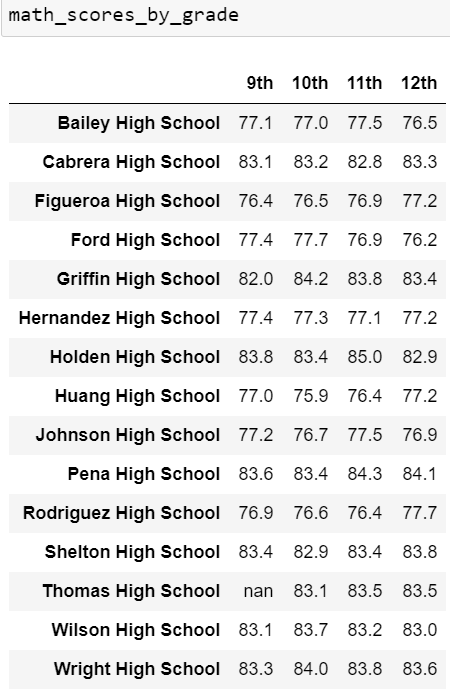 math_scores_by_grade
9th 10th 11th 12th
Bailey High School 77.1 77.0 77.5 76.5
Cabrera High School 83.1 83.2 82.8 83.3
Figueroa High School 76.4 76.5 76.9 77.2
Ford High School 77.4 77.7 76.9 76.2
Griffin High School 82.0 84.2 83.8 83.4
Hernandez High School 77.4 77.3 77.1 77.2
Holden High School 83.8 83.4 85.0 82.9
Huang High School 77.0 75.9 76.4 77.2
Johnson High School 77.2 76.7 77.5 76.9
Pena High School 83.6 83.4 84.3 84.1
Rodriguez High School 76.9 76.6 76.4 77.7
Shelton High School 83.4 82.9 83.4 83.8
Thomas High School nan 83.1 83.5 83.5
Wilson High School 83.1 83.7 83.2 83.0
Wright High School 83.3 84.0 83.8 83.6